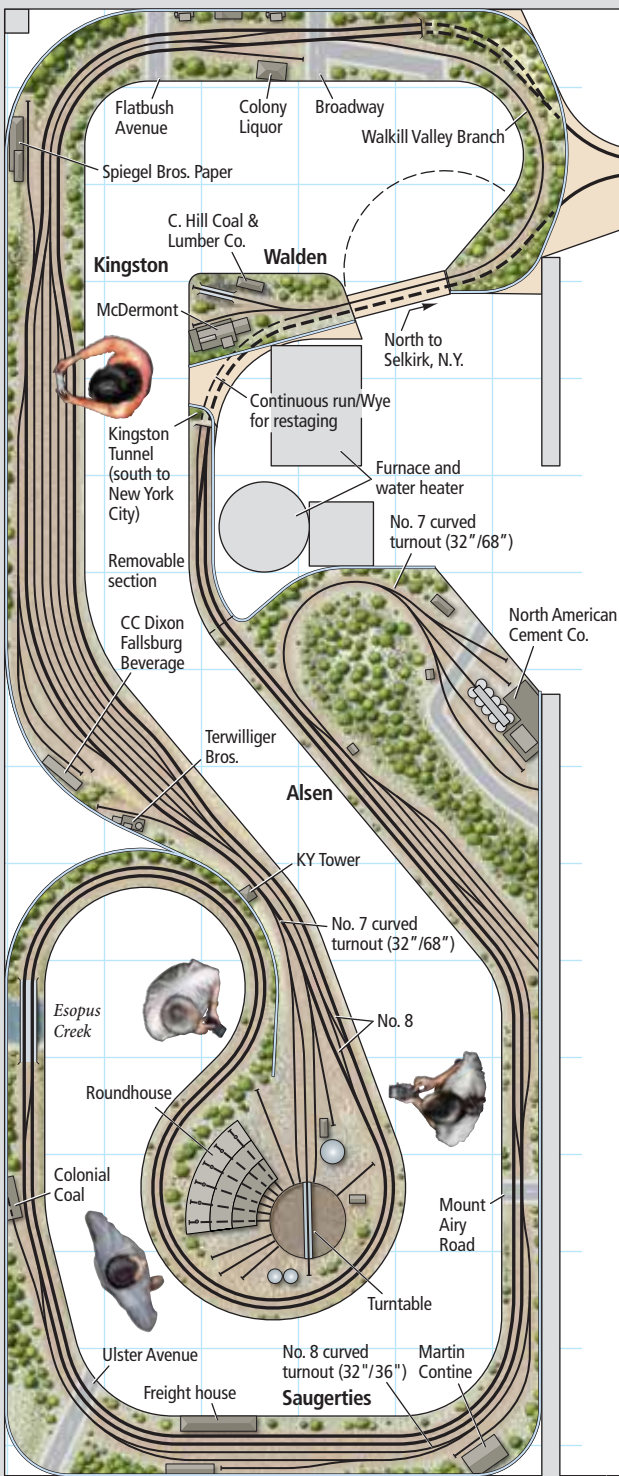 Flatbush
Avenue
Colony
Liquor
Broadway
Walkill Valley Branch
Spiegel Bros. Paper
C. Hill Coal &
Lumber Co.
Walden
Kingston
McDermont
North to
Selkirk, N.Y.
Continuous run/Wye
for restaging
Kingston
Tunnel
(south to
New York
City)
Furnace and
water heater
No. 7 curved
turnout (32"/68")
Removable
section
North American
Cement Co.
CC Dixon
Fallsburg
Beverage
Terwilliger
Bros.
Alsen
KY Tower
No. 7 curved
turnout (32"/68")
Esopus
Creek
No. 8
Roundhouse
Colonial
Coal
Mount
Airy
Road
Turntable
Ulster Avenue
No. 8 curved
turnout (32"/36")
Martin
Contine
Freight house
Saugerties